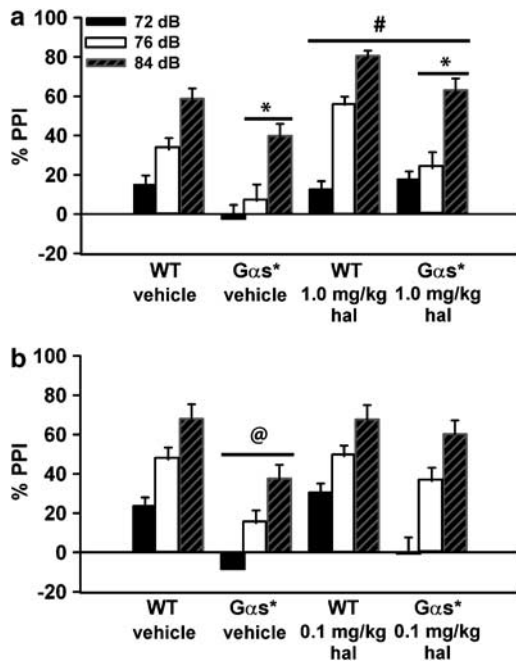 a
72 dB
76 dB
84 dB
% PPI
100
80
60
40
20
0
-20
*
#
*
WT
vehicle
Gαs*
vehicle
WT
1.0 mg/kg
hal
Gαs*
1.0 mg/kg
hal
b
% PPI
100
80
60
40
20
0
-20
@
WT
vehicle
Gαs*
vehicle
WT
0.1 mg/kg
hal
Gαs*
0.1 mg/kg
hal